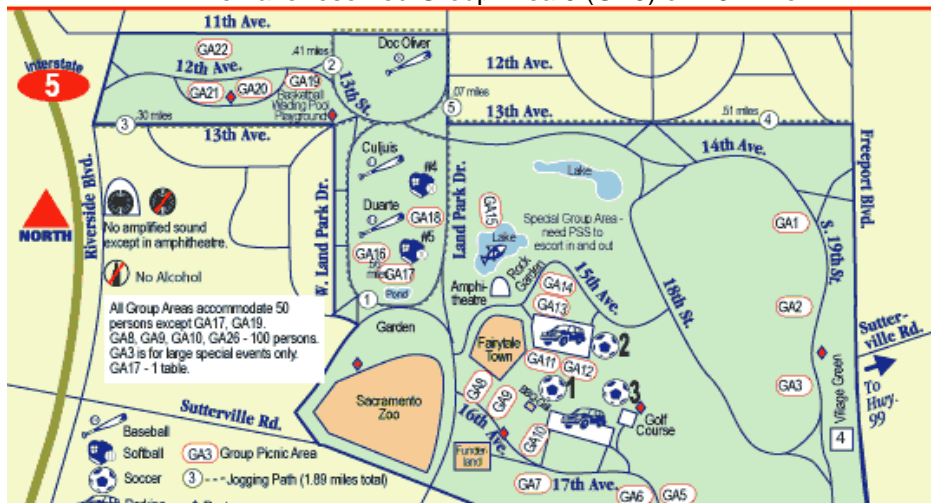 11th Ave.
Interstate
5
GA22
.41 miles
Doc Oliver
12th Ave.
2
12th Ave.
GA21
GA20
GA19
13th St.
Basketball
Wading Pool
Playground
.07 miles
5
.30 miles
3
13th Ave.
13th Ave.
.51 miles
4
14th Ave.
Freeport Blvd.
Riverside Blvd.
W. Land Park Dr.
Land Park Dr.
Culjuis
#4
Duarte
GA18
#5
GA16
GA17
Pond
1
Lake
GA15
Lake
Special Group Area -
need PSS to
escort in and out
GA1
S. 19th St.
NORTH
No amplified sound
except in amphitheatre.
No Alcohol
All Group Areas accommodate 50
persons except GA17, GA19.
GA8, GA9, GA10, GA26 - 100 persons.
GA3 is for large special events only.
GA17 - 1 table.
Rock
Garden
Amphi-
theatre
GA14
GA13
15th Ave.
18th St.
GA2
Sutter-
ville Rd.
To
Hwy.
99
Garden
Fairytale
Town
2
GA11
GA12
GA3
Village Green
4
GA8
GA9
1
3
Golf
Course
Sacramento
Zoo
16th Ave.
GA10
Funder-
land
Sutterville Rd.
Baseball
Softball
GA3 Group Picnic Area
Soccer
3 - - - Jogging Path (1.89 miles total)
GA7
17th Ave.
GA6
GA5